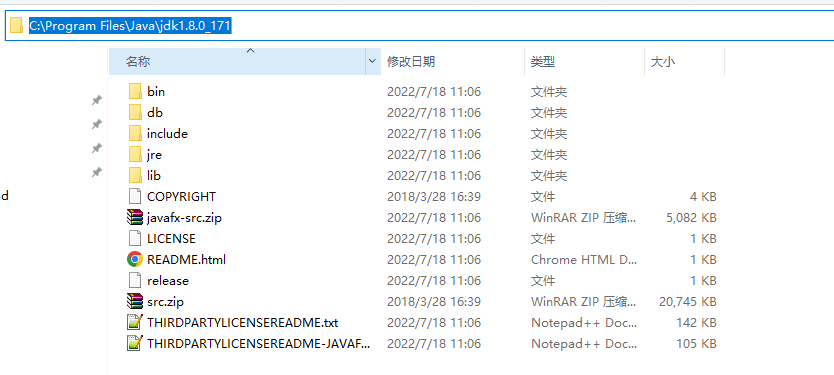 C:\Program Files\Java\jdk1.8.0_171
名称 修改日期 类型 大小
bin 2022/7/18 11:06 文件夹
db 2022/7/18 11:06 文件夹
include 2022/7/18 11:06 文件夹
jre 2022/7/18 11:06 文件夹
lib 2022/7/18 11:06 文件夹
COPYRIGHT 2018/3/28 16:39 文件 4 KB
javafx-src.zip 2022/7/18 11:06 WinRAR ZIP 压缩... 5,082 KB
LICENSE 2022/7/18 11:06 文件 1 KB
README.html 2022/7/18 11:06 Chrome HTML D... 1 KB
release 2022/7/18 11:06 文件 1 KB
src.zip 2018/3/28 16:39 WinRAR ZIP 压缩... 20,745 KB
THIRDPARTYLICENSEREADME.txt 2022/7/18 11:06 Notepad++ Doc... 142 KB
THIRDPARTYLICENSEREADME-JAVAF... 2022/7/18 11:06 Notepad++ Doc... 105 KB